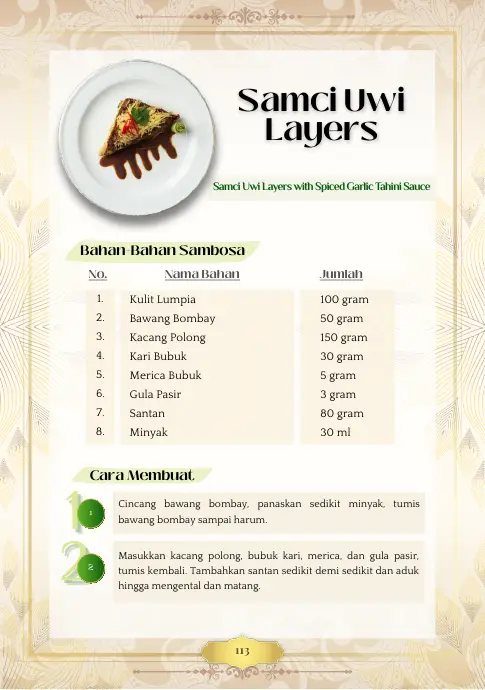 Samci Uwi
Layers
Samci Uwi Layers with Spiced Garlic Tahini Sauce
Bahan-Bahan Sambosa
No. Nama Bahan Jumlah
1. Kulit Lumpia 100 gram
2. Bawang Bombay 50 gram
3. Kacang Polong 150 gram
4. Kari Bubuk 30 gram
5. Merica Bubuk 5 gram
6. Gula Pasir 3 gram
7. Santan 80 gram
8. Minyak 30 ml
Cara Membuat
1 Cincang bawang bombay, panaskan sedikit minyak, tumis
bawang bombay sampai harum.
2 Masukkan kacang polong, bubuk kari, merica, dan gula pasir,
tumis kembali. Tambahkan santan sedikit demi sedikit dan aduk
hingga mengental dan matang.
113